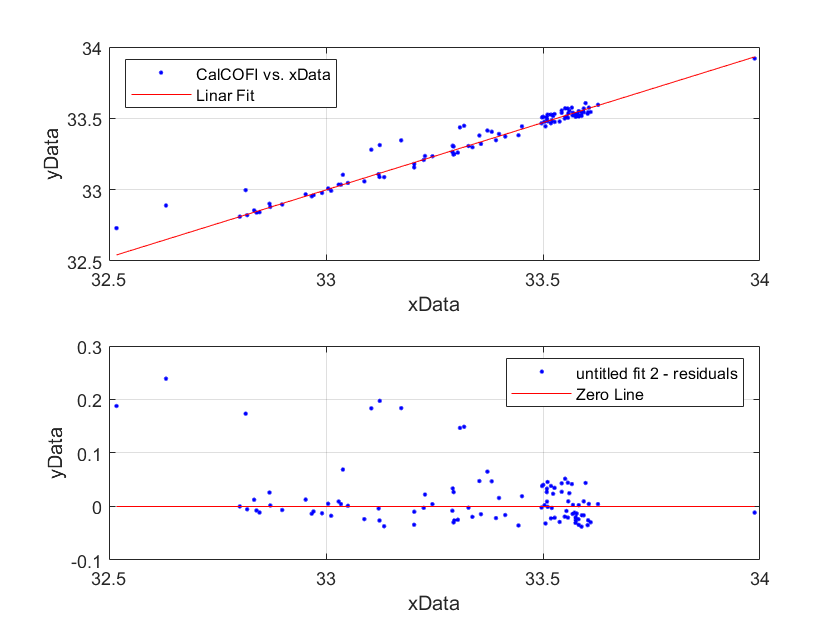 34
33.5
33
32.5
yData
CalCOFI vs. xData
Linar Fit
32.5 33 33.5 34
xData
0.3
0.2
0.1
0
-0.1
yData
untitled fit 2 - residuals
Zero Line
32.5 33 33.5 34
xData